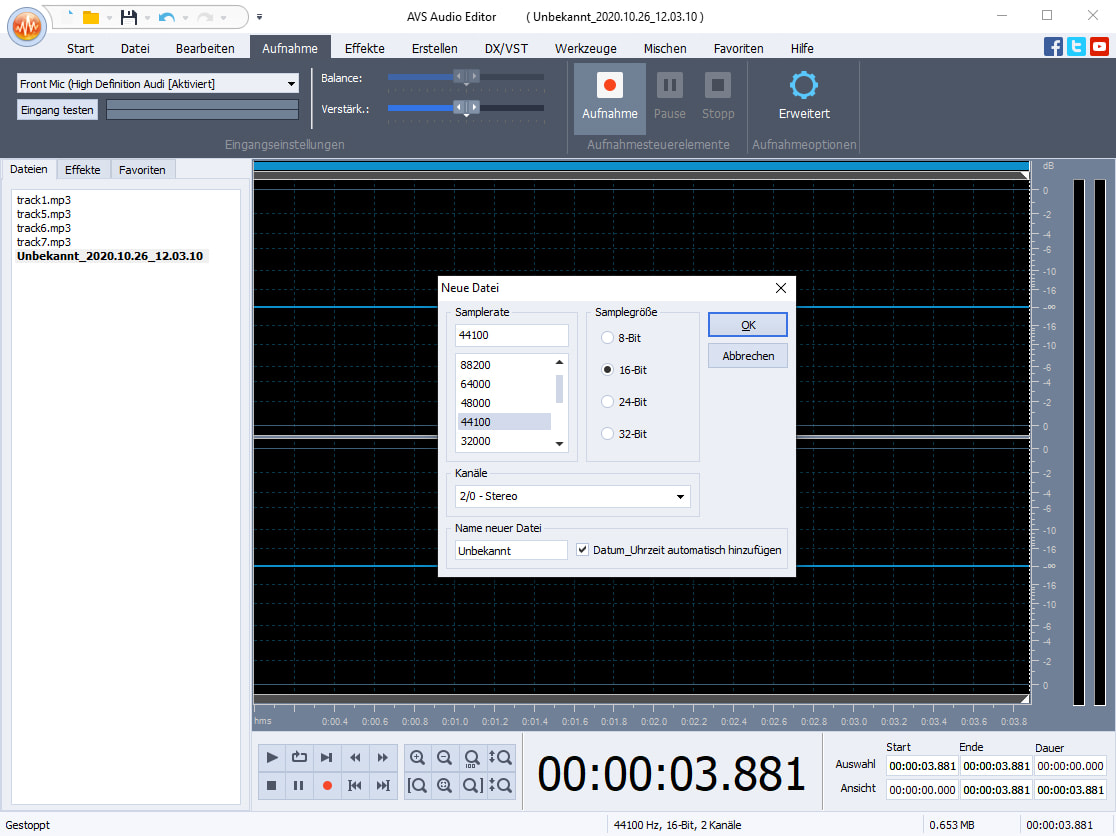 AVS Audio Editor ( Unbekannt_2020.10.26_12.03.10 )
Start Datei Bearbeiten Aufnahme Effekte Erstellen DX/VST Werkzeuge Mischen Favoriten Hilfe
Front Mic (High Definition Audi [Aktiviert]
Eingang testen
Balance:
Verstärk.:
Eingangseinstellungen
Aufnahme Pause Stopp
Aufnahmesteuerelemente
Erweitert
Aufnahmeoptionen
Dateien Effekte Favoriten
track1.mp3
track5.mp3
track6.mp3
track7.mp3
Unbekannt_2020.10.26_12.03.10
dB
0
-2
-4
-6
-10
-16
-∞
-16
-10
-6
-4
-2
0
0
-2
-4
-6
-10
-16
-∞
-16
-10
-6
-4
-2
0
Neue Datei
Samplerate
44100
88200
64000
48000
44100
32000
Samplegröße
8-Bit
16-Bit
24-Bit
32-Bit
OK
Abbrechen
Kanäle
2/0 - Stereo
Name neuer Datei
Unbekannt
Datum_Uhrzeit automatisch hinzufügen
hms 0:00.4 0:00.6 0:00.8 0:01.0 0:01.2 0:01.4 0:01.6 0:01.8 0:02.0 0:02.2 0:02.4 0:02.6 0:02.8 0:03.0 0:03.2 0:03.4 0:03.6 0:03.8
100
00:00:03.881
Start Ende Dauer
Auswahl 00:00:03.881 00:00:03.881 00:00:00.000
Ansicht 00:00:00.000 00:00:03.881 00:00:03.881
Gestoppt 44100 Hz, 16-Bit, 2 Kanäle 0.653 MB 00:00:03.881